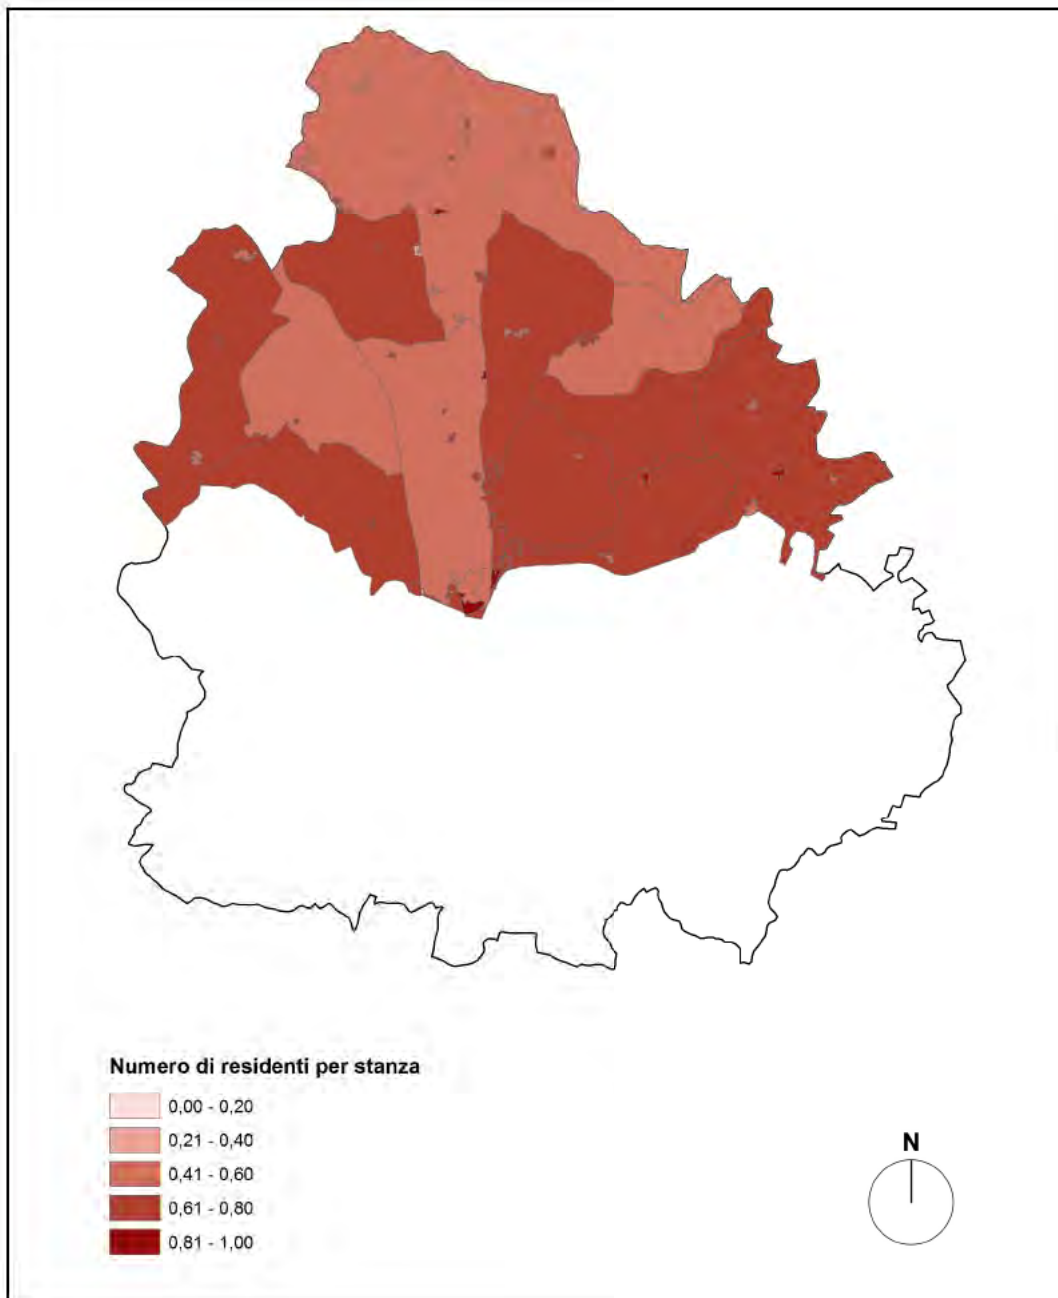 Numero di residenti per stanza
0,00 - 0,20
0,21 - 0,40
0,41 - 0,60
0,61 - 0,80
0,81 - 1,00
N